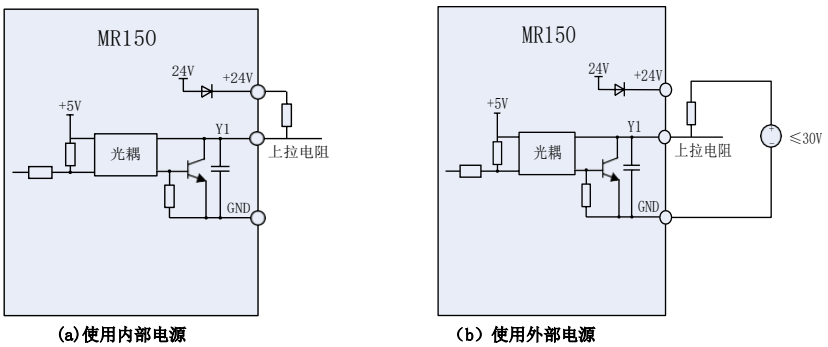 MR150
24V
+24V
+5V
Y1
光耦
上拉电阻
GND
(a)使用内部电源
MR150
24V
+24V
+5V
Y1
光耦
上拉电阻
≤30V
GND
（b）使用外部电源